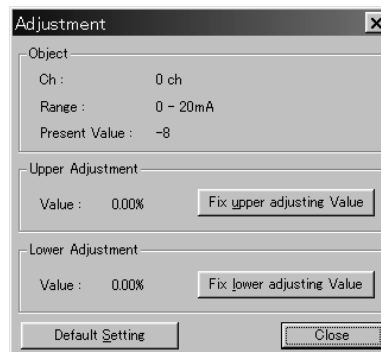 Adjustment
Object
Ch : 0 ch
Range : 0 - 20mA
Present Value : -8
Upper Adjustment
Value : 0.00% Fix upper adjusting Value
Lower Adjustment
Value : 0.00% Fix lower adjusting Value
Default Setting Close